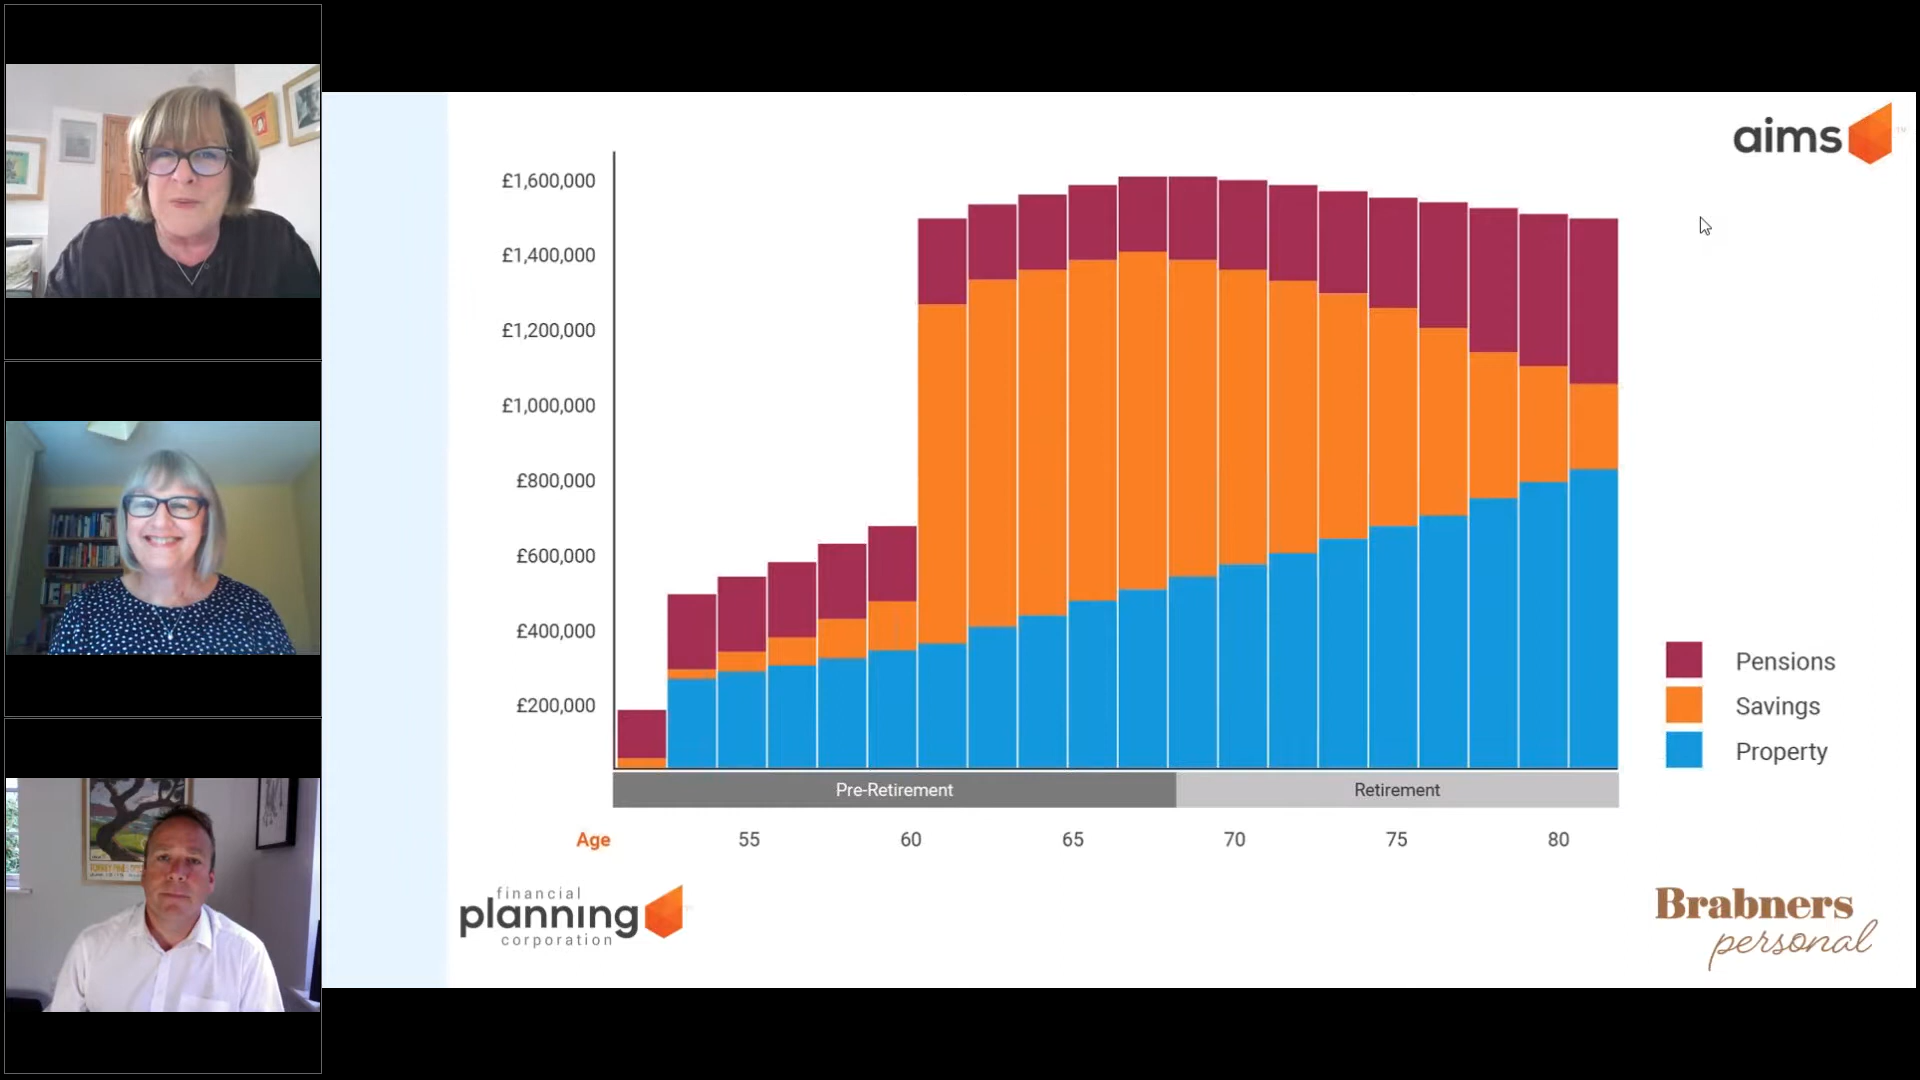 aims
£1,600,000
£1,400,000
£1,200,000
£1,000,000
£800,000
£600,000
£400,000
£200,000
Pensions
Savings
Property
Pre-Retirement Retirement
Age 55 60 65 70 75 80
financial
planning
corporation
Brabners
personal